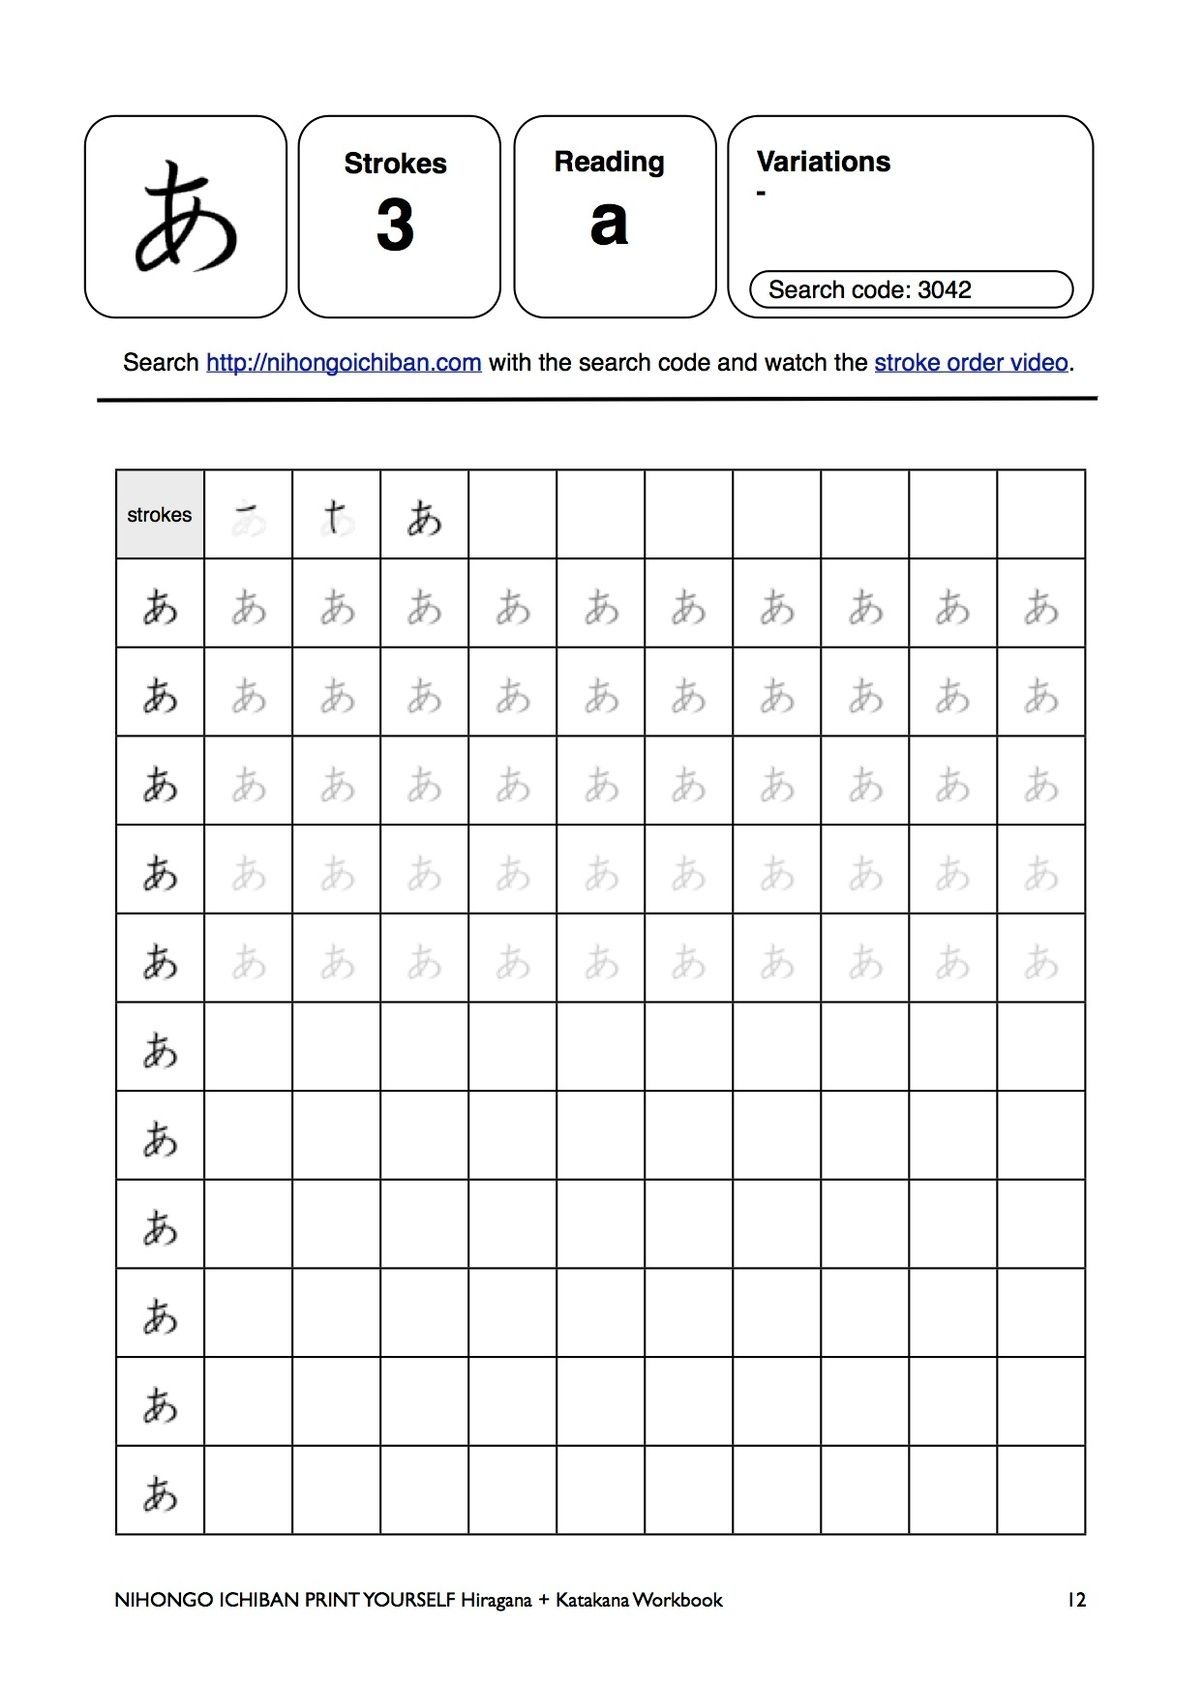 あ
Strokes
3
Reading
a
Variations
-
Search code: 3042
Search http://nihongoichiban.com with the search code and watch the stroke order video.
strokes あ あ あ
あ あ あ あ あ あ あ あ あ あ あ
あ あ あ あ あ あ あ あ あ あ あ
あ あ あ あ あ あ あ あ あ あ あ
あ あ あ あ あ あ あ あ あ あ あ
あ あ あ あ あ あ あ あ あ あ あ
あ
あ
あ
あ
あ
あ
NIHONGO ICHIBAN PRINT YOURSELF Hiragana + Katakana Workbook 12